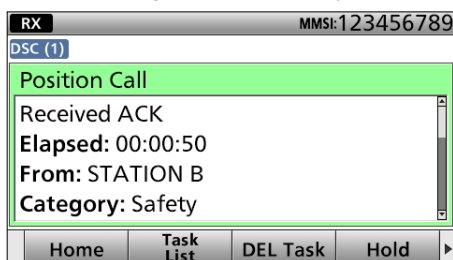 RX MMSI:123456789
DSC (1)
Position Call
Received ACK
Elapsed: 00:00:50
From: STATION B
Category: Safety
Home Task List DEL Task Hold